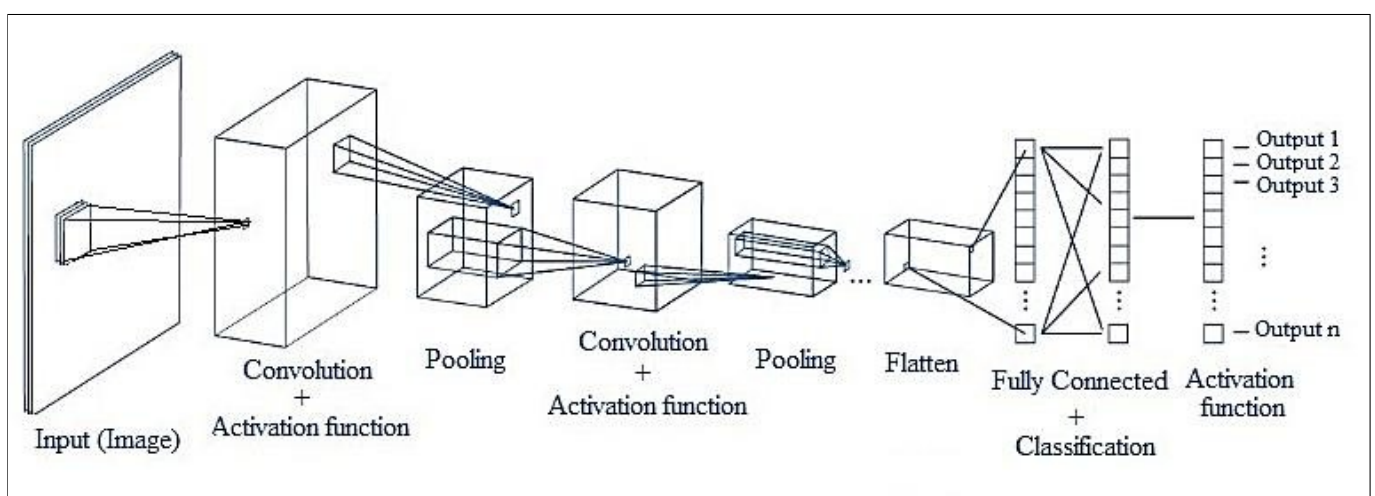 Input (Image)
Convolution
+
Activation function
Pooling
Convolution
+
Activation function
Pooling
...
Flatten
Fully Connected
+
Classification
Activation
function
Output 1
Output 2
Output 3
Output n